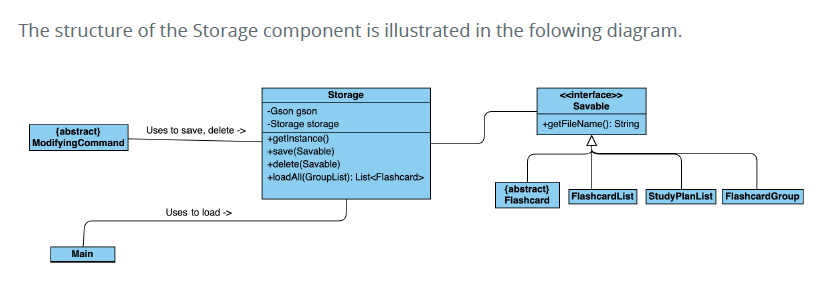 The structure of the Storage component is illustrated in the folowing diagram.
Storage
-Gson gson
-Storage storage
+getInstance()
+save(Savable)
+delete(Savable)
+loadAll(GroupList): List<Flashcard>
<<interface>>
Savable
+getFileName(): String
{abstract}
ModifyingCommand
Uses to save, delete ->
{abstract}
Flashcard
FlashcardList
StudyPlanList
FlashcardGroup
Uses to load ->
Main